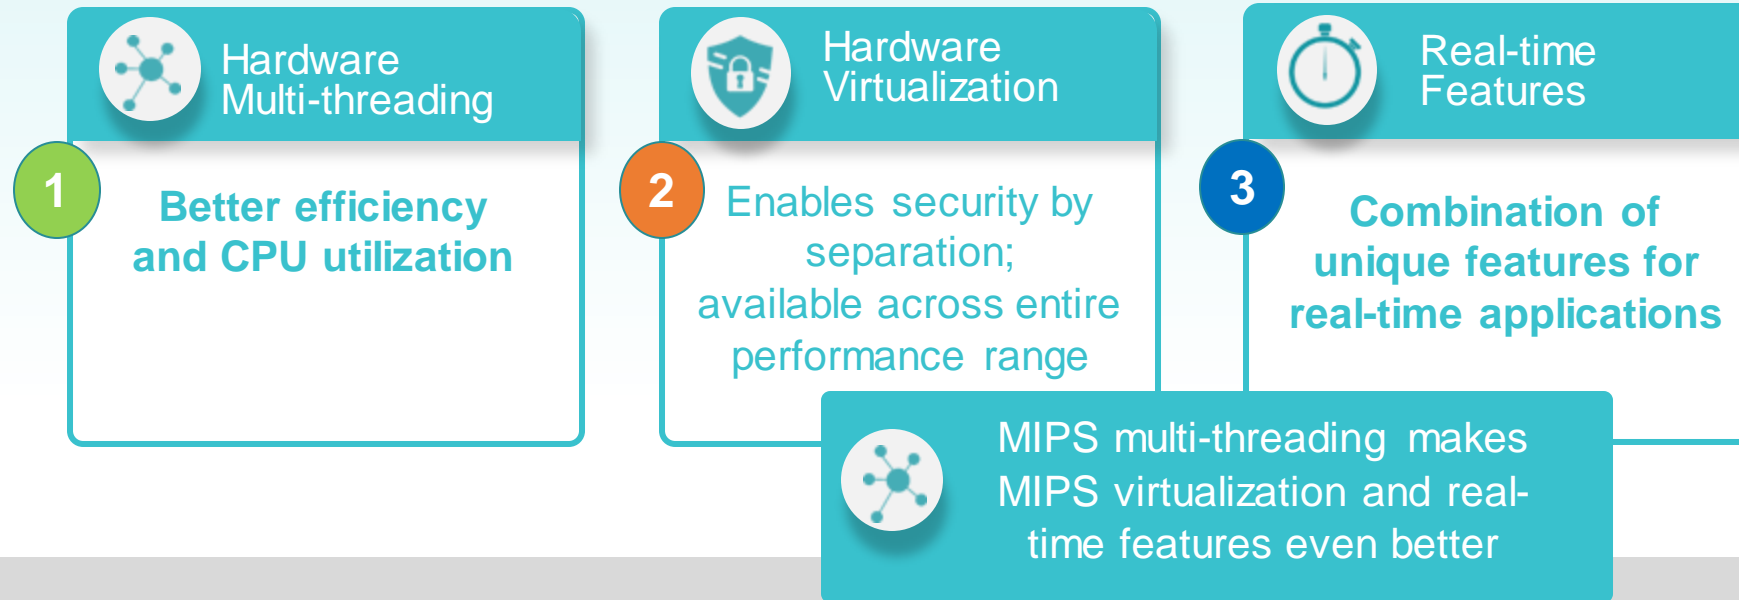 Hardware
Multi-threading
1
Better efficiency
and CPU utilization
Hardware
Virtualization
2
Enables security by
separation;
available across entire
performance range
Real-time
Features
3
Combination of
unique features for
real-time applications
MIPS multi-threading makes
MIPS virtualization and real-
time features even better